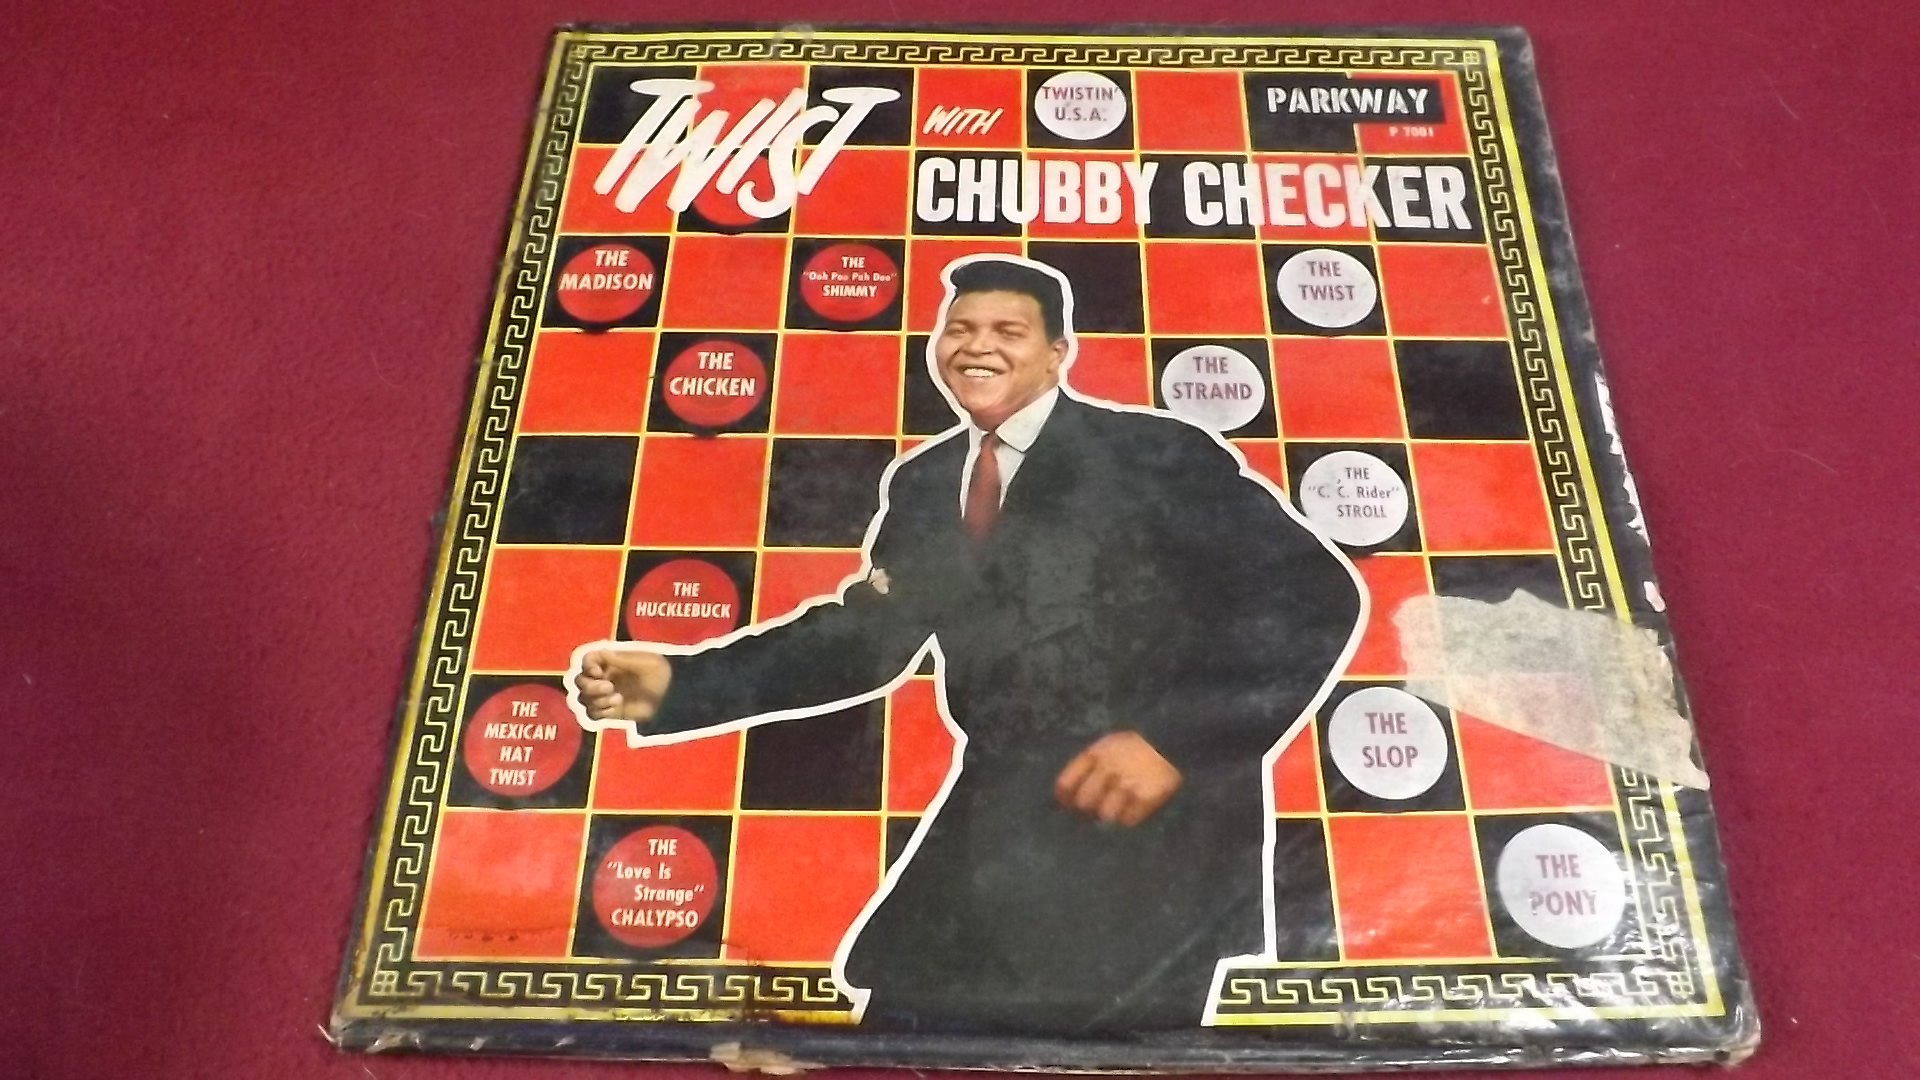 TWIST
WITH
TWISTIN'
U.S.A.
PARKWAY
P 7001
CHUBBY CHECKER
THE
MADISON
THE
"Ooh Poo Pah Doo"
SHIMMY
THE
TWIST
THE
CHICKEN
THE
STRAND
THE
"C. C. Rider"
STROLL
THE
HUCKLEBUCK
THE
MEXICAN
HAT
TWIST
THE
SLOP
THE
"Love Is
Strange"
CHALYPSO
THE
PONY